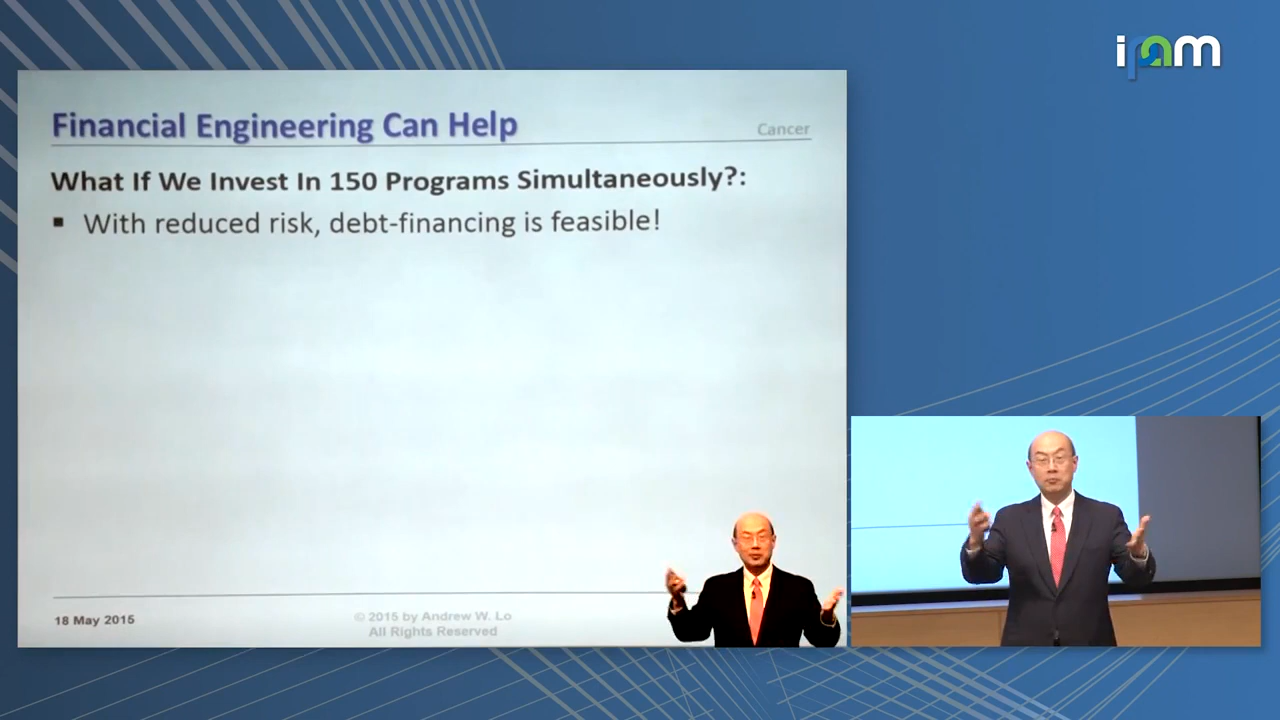 ipam
Financial Engineering Can Help
Cancer
What If We Invest In 150 Programs Simultaneously?:
▪ With reduced risk, debt-financing is feasible!
18 May 2015
© 2015 by Andrew W. Lo
All Rights Reserved